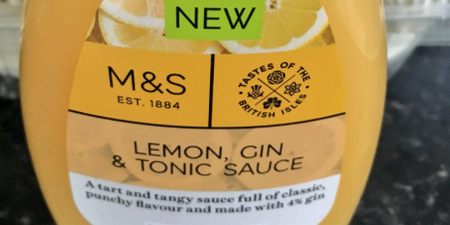 NEW
M&S
EST. 1884
TASTES OF THE
BRITISH ISLES
LEMON, GIN
& TONIC SAUCE
A tart and tangy sauce full of classic,
punchy flavour and made with 4% gin